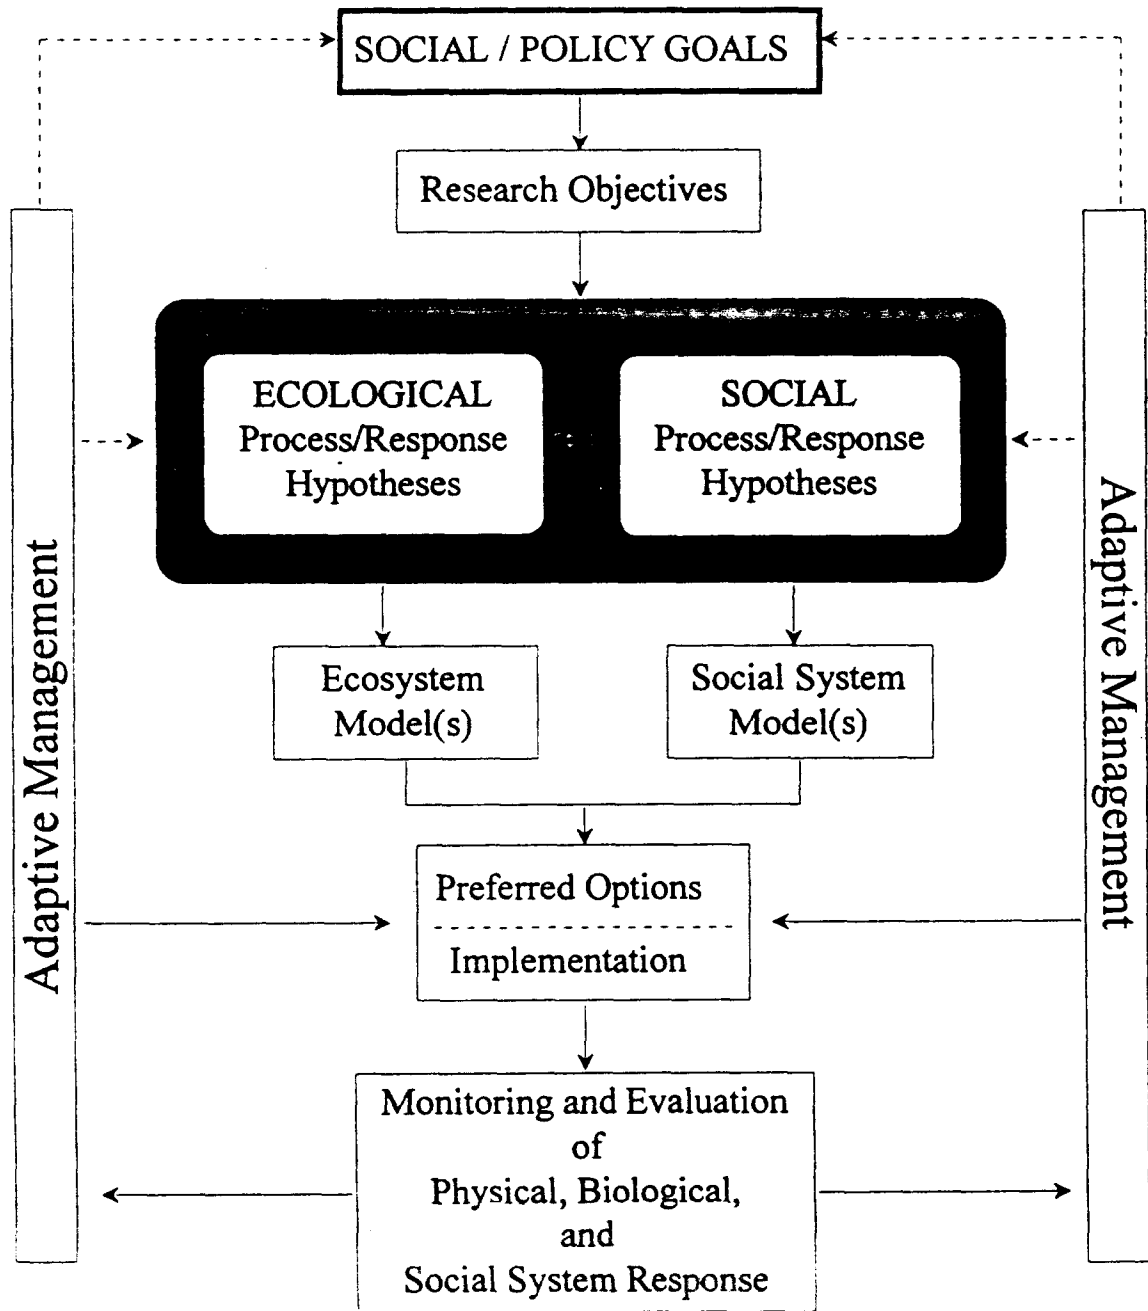 SOCIAL / POLICY GOALS
Research Objectives
ECOLOGICAL
Process/Response
Hypotheses
SOCIAL
Process/Response
Hypotheses
Adaptive Management
Adaptive Management
Ecosystem
Model(s)
Social System
Model(s)
Preferred Options
Implementation
Monitoring and Evaluation
of
Physical, Biological,
and
Social System Response